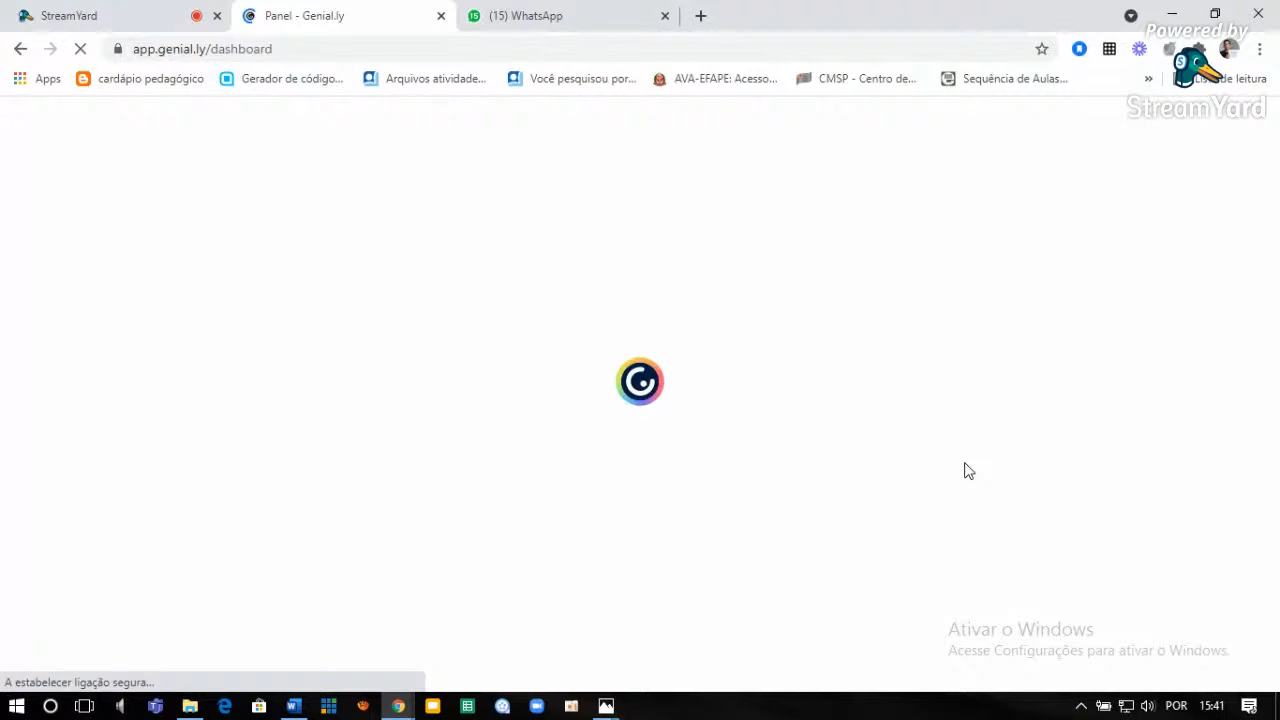 StreamYard
Panel - Genial.ly
(15) WhatsApp
Powered by
app.genial.ly/dashboard
Apps
cardápio pedagógico
Gerador de código...
Arquivos atividade...
Você pesquisou por...
AVA-EFAPE: Acesso...
CMSP - Centro de...
Sequência de Aulas...
»
Lista de leitura
StreamYard
Ativar o Windows
Acesse Configurações para ativar o Windows.
A estabelecer ligação segura...
POR
15:41